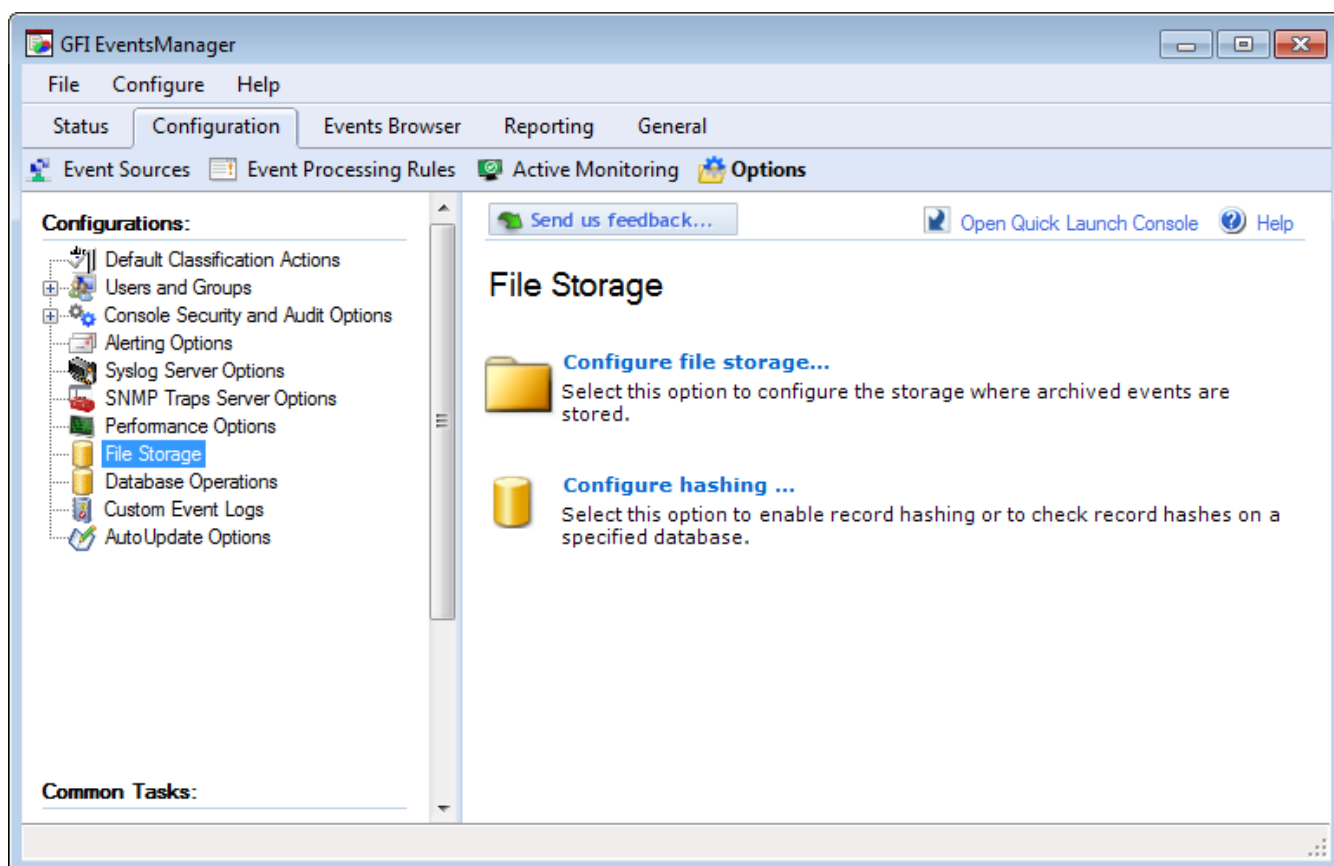 GFI EventsManager
File Configure Help
Status Configuration Events Browser Reporting General
Event Sources Event Processing Rules Active Monitoring Options
Configurations:
Default Classification Actions
Users and Groups
Console Security and Audit Options
Alerting Options
Syslog Server Options
SNMP Traps Server Options
Performance Options
File Storage
Database Operations
Custom Event Logs
AutoUpdate Options
Common Tasks:
Send us feedback...
Open Quick Launch Console Help
File Storage
Configure file storage...
Select this option to configure the storage where archived events are
stored.
Configure hashing ...
Select this option to enable record hashing or to check record hashes on a
specified database.